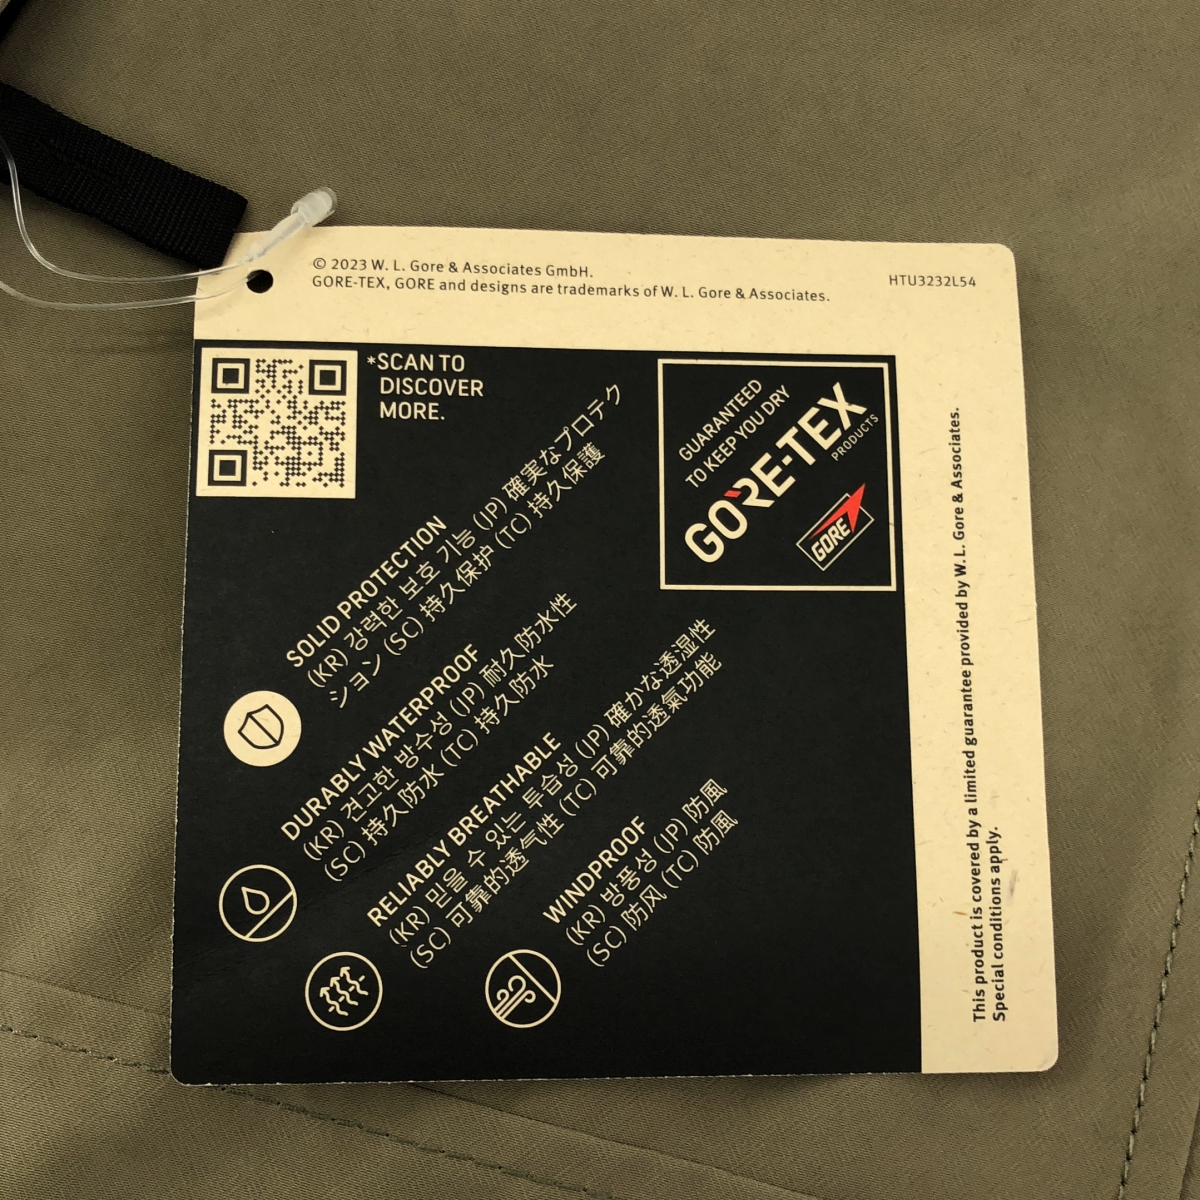 © 2023 W. L. Gore & Associates GmbH.
GORE-TEX, GORE and designs are trademarks of W. L. Gore & Associates.
HTU3232L54
*SCAN TO
DISCOVER
MORE.
GUARANTEED
TO KEEP YOU DRY
GORE-TEX
PRODUCTS
GORE
SOLID PROTECTION
(KR) 강력한 보호 기능 (JP) 確実なプロテク
ション (SC) 持久保护 (TC) 持久保護
DURABLY WATERPROOF
(KR) 견고한 방수성 (JP) 耐久防水性
(SC) 持久防水 (TC) 持久防水
RELIABLY BREATHABLE
(KR) 믿을 수 있는 투습성 (JP) 確かな透湿性
(SC) 可靠的透气性 (TC) 可靠的透氣功能
WINDPROOF
(KR) 방풍성 (JP) 防風
(SC) 防风 (TC) 防風
This product is covered by a limited guarantee provided by W. L. Gore & Associates.
Special conditions apply.